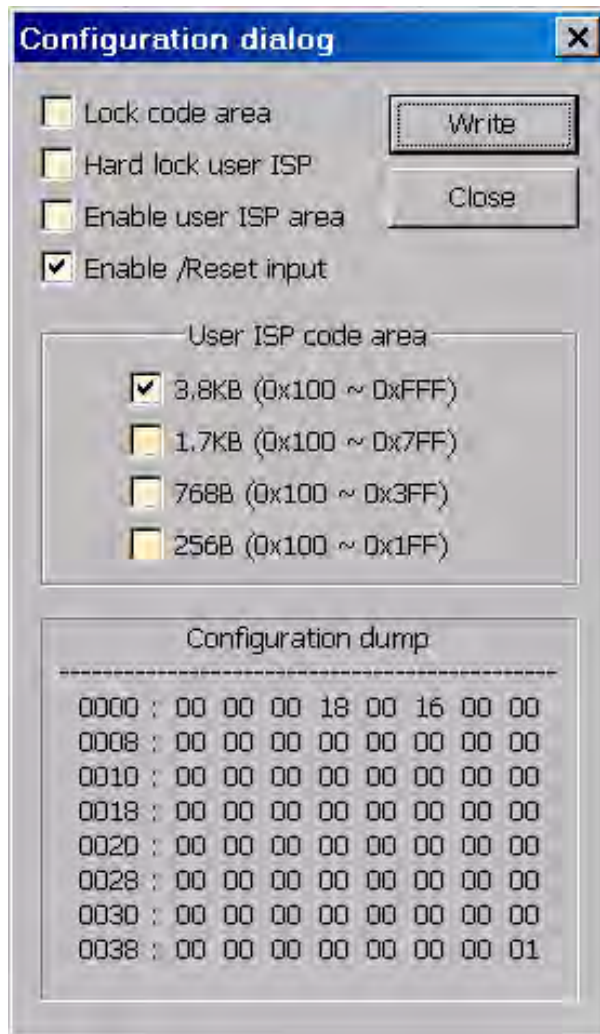 Configuration dialog
Lock code area
Write
Hard lock user ISP
Close
Enable user ISP area
Enable /Reset input
User ISP code area
3.8KB (0x100 ~ 0xFFF)
1.7KB (0x100 ~ 0x7FF)
768B (0x100 ~ 0x3FF)
256B (0x100 ~ 0x1FF)
Configuration dump
--------------------------------------------------
0000 : 00 00 00 18 00 16 00 00
0008 : 00 00 00 00 00 00 00 00
0010 : 00 00 00 00 00 00 00 00
0018 : 00 00 00 00 00 00 00 00
0020 : 00 00 00 00 00 00 00 00
0028 : 00 00 00 00 00 00 00 00
0030 : 00 00 00 00 00 00 00 00
0038 : 00 00 00 00 00 00 00 01